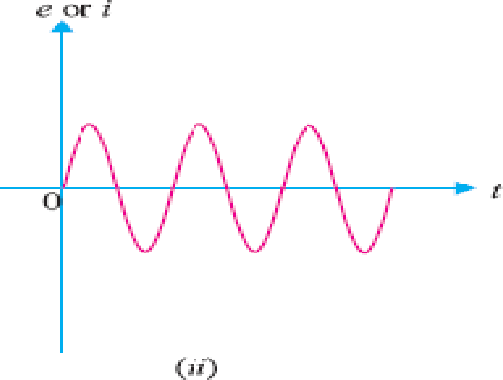 e or i
O
t
(ii)